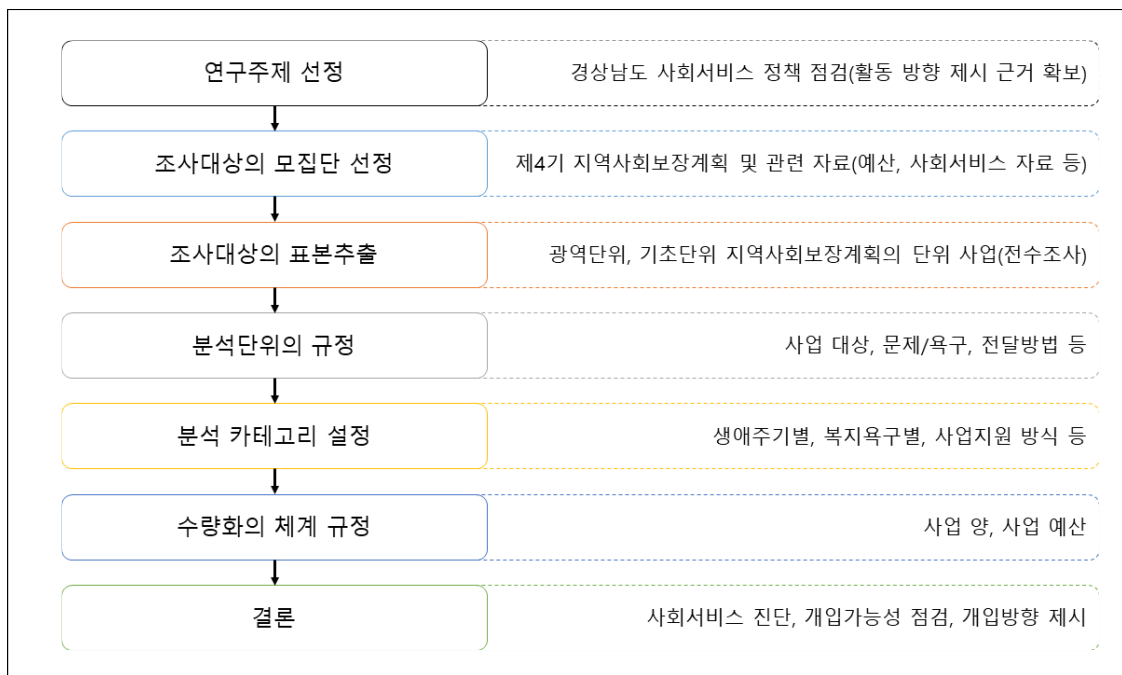 연구주제 선정
경상남도 사회서비스 정책 점검(활동 방향 제시 근거 확보)
조사대상의 모집단 선정
제4기 지역사회보장계획 및 관련 자료(예산, 사회서비스 자료 등)
조사대상의 표본추출
광역단위, 기초단위 지역사회보장계획의 단위 사업(전수조사)
분석단위의 규정
사업 대상, 문제/욕구, 전달방법 등
분석 카테고리 설정
생애주기별, 복지욕구별, 사업지원 방식 등
수량화의 체계 규정
사업 양, 사업 예산
결론
사회서비스 진단, 개입가능성 점검, 개입방향 제시